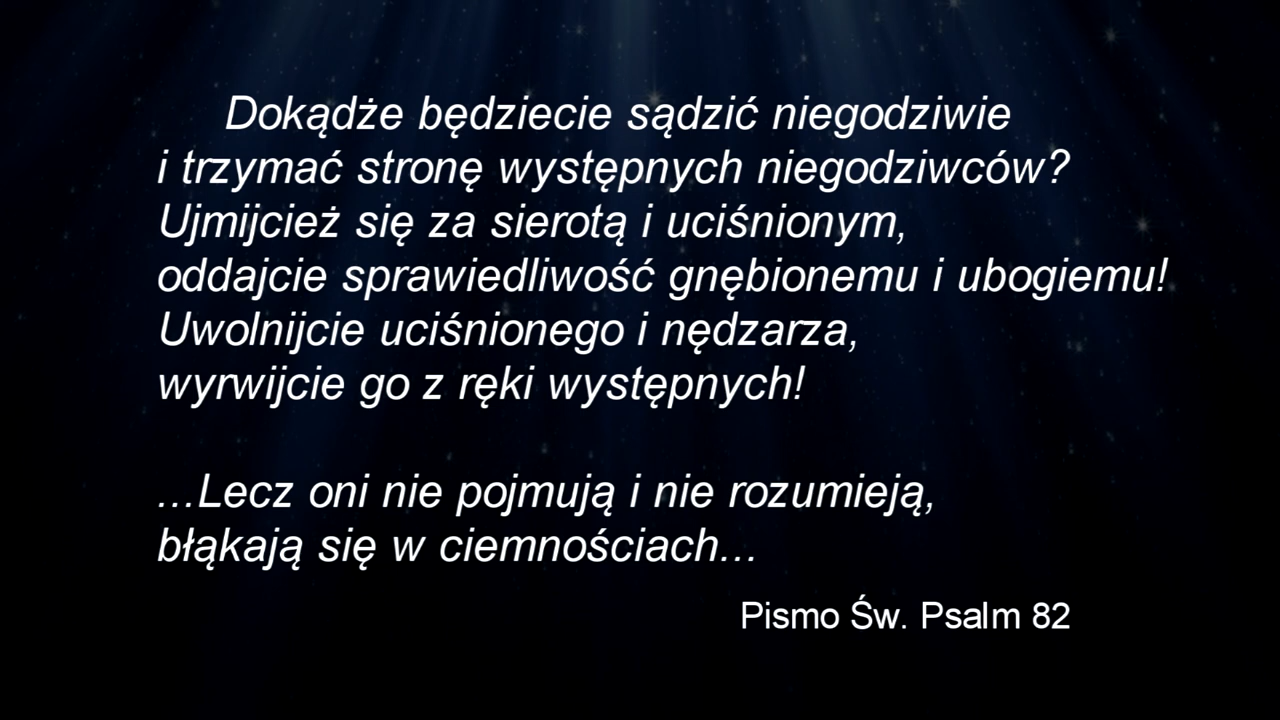 Dokądże będziecie sądzić niegodziwie
i trzymać stronę występnych niegodziwców?
Ujmijcież się za sierotą i uciśnionym,
oddajcie sprawiedliwość gnębionemu i ubogiemu!
Uwolnijcie uciśnionego i nędzarza,
wyrwijcie go z ręki występnych!
...Lecz oni nie pojmują i nie rozumieją,
błąkają się w ciemnościach...
Pismo Św. Psalm 82